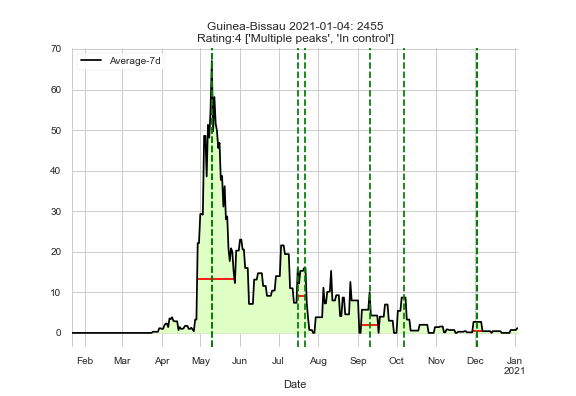 Guinea-Bissau 2021-01-04: 2455
Rating:4 ['Multiple peaks', 'In control']
70
Average-7d
60
50
40
30
20
10
0
Feb Mar Apr May Jun Jul Aug Sep Oct Nov Dec Jan
2021
Date